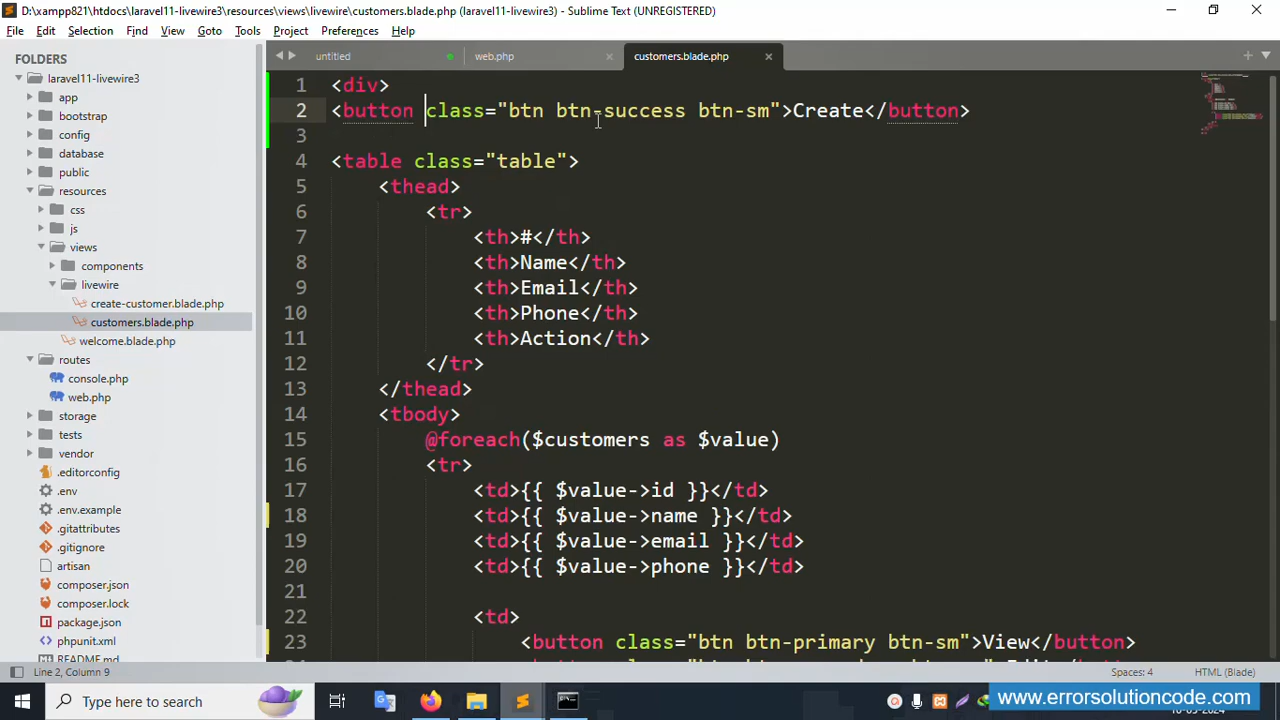 D:\xampp821\htdocs\laravel11-livewire3\resources\views\livewire\customers.blade.php (laravel11-livewire3) - Sublime Text (UNREGISTERED)
File Edit Selection Find View Goto Tools Project Preferences Help
FOLDERS
laravel11-livewire3
app
bootstrap
config
database
public
resources
css
js
views
components
livewire
create-customer.blade.php
customers.blade.php
welcome.blade.php
routes
console.php
web.php
storage
tests
vendor
.editorconfig
.env
.env.example
.gitattributes
.gitignore
artisan
composer.json
composer.lock
package.json
phpunit.xml
README.md
untitled web.php customers.blade.php
1 <div>
2 <button class="btn btn-success btn-sm">Create</button>
3
4 <table class="table">
5 <thead>
6 <tr>
7 <th>#</th>
8 <th>Name</th>
9 <th>Email</th>
10 <th>Phone</th>
11 <th>Action</th>
12 </tr>
13 </thead>
14 <tbody>
15 @foreach($customers as $value)
16 <tr>
17 <td>{{ $value->id }}</td>
18 <td>{{ $value->name }}</td>
19 <td>{{ $value->email }}</td>
20 <td>{{ $value->phone }}</td>
21
22 <td>
23 <button class="btn btn-primary btn-sm">View</button>
Line 2, Column 9 Spaces: 4 HTML (Blade)
Type here to search
www.errorsolutioncode.com